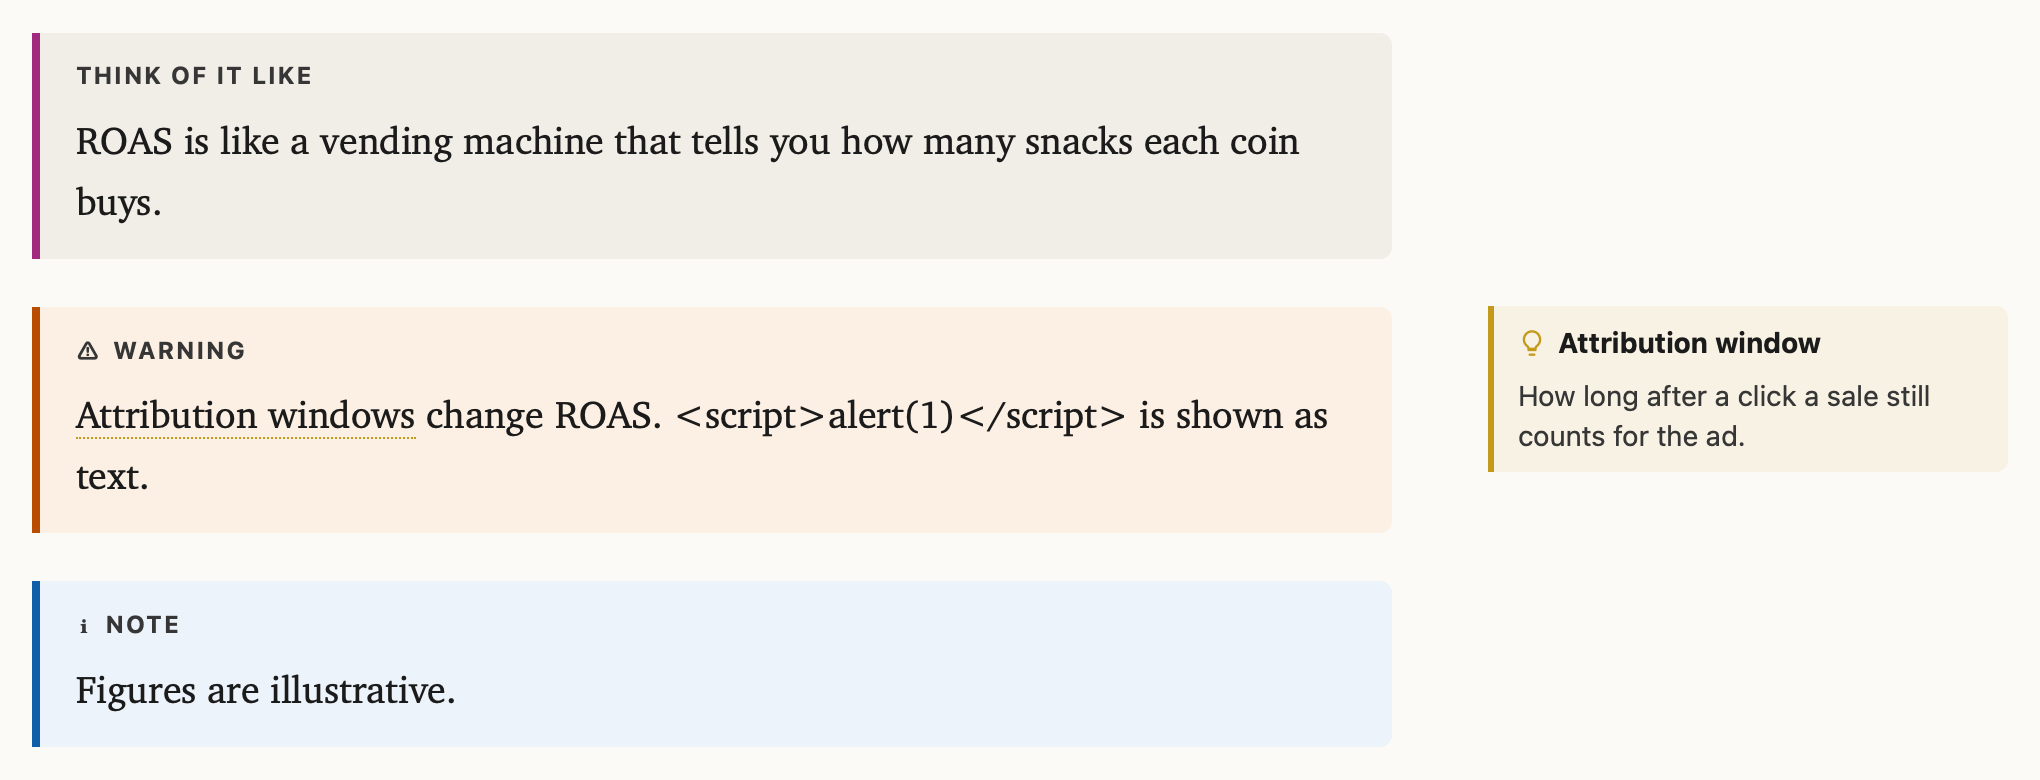 THINK OF IT LIKE
ROAS is like a vending machine that tells you how many snacks each coin
buys.
⚠ WARNING
Attribution windows change ROAS. <script>alert(1)</script> is shown as
text.
Attribution window
How long after a click a sale still
counts for the ad.
ℹ NOTE
Figures are illustrative.